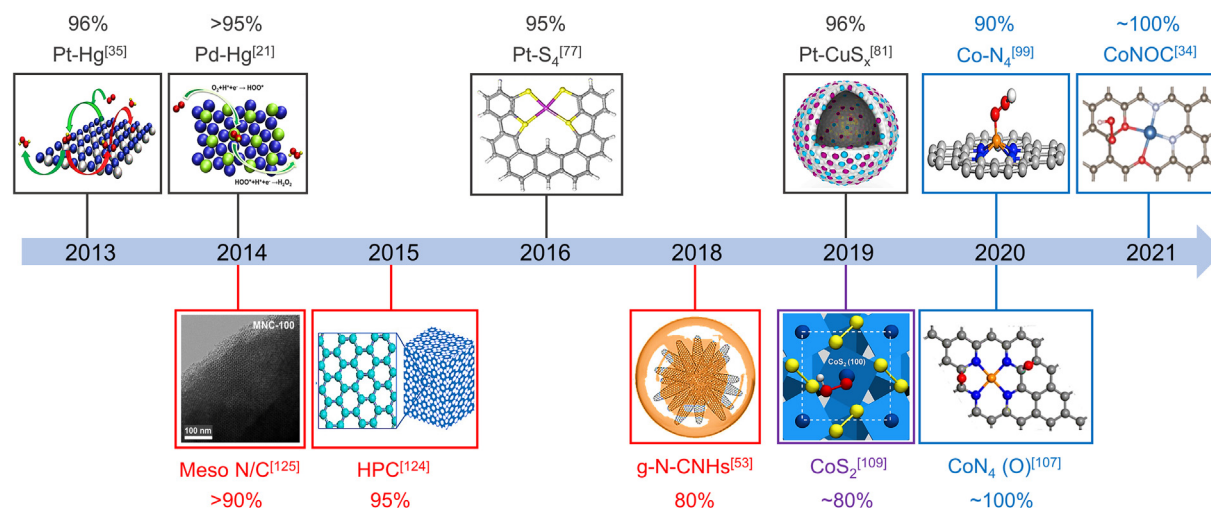 96%
Pt-Hg[35]
>95%
Pd-Hg[21]
O₂+H⁺+e⁻→ HOO*
HOO*+H⁺+e⁻→H₂O₂
95%
Pt-S₄[77]
96%
Pt-CuSₓ[81]
90%
Co-N₄[99]
~100%
CoNOC[34]
2013 2014 2015 2016 2018 2019 2020 2021
MNC-100
100 nm
Meso N/C[125]
>90%
HPC[124]
95%
g-N-CNHs[53]
80%
CoS₂ (100)
CoS₂[109]
~80%
CoN₄ (O)[107]
~100%